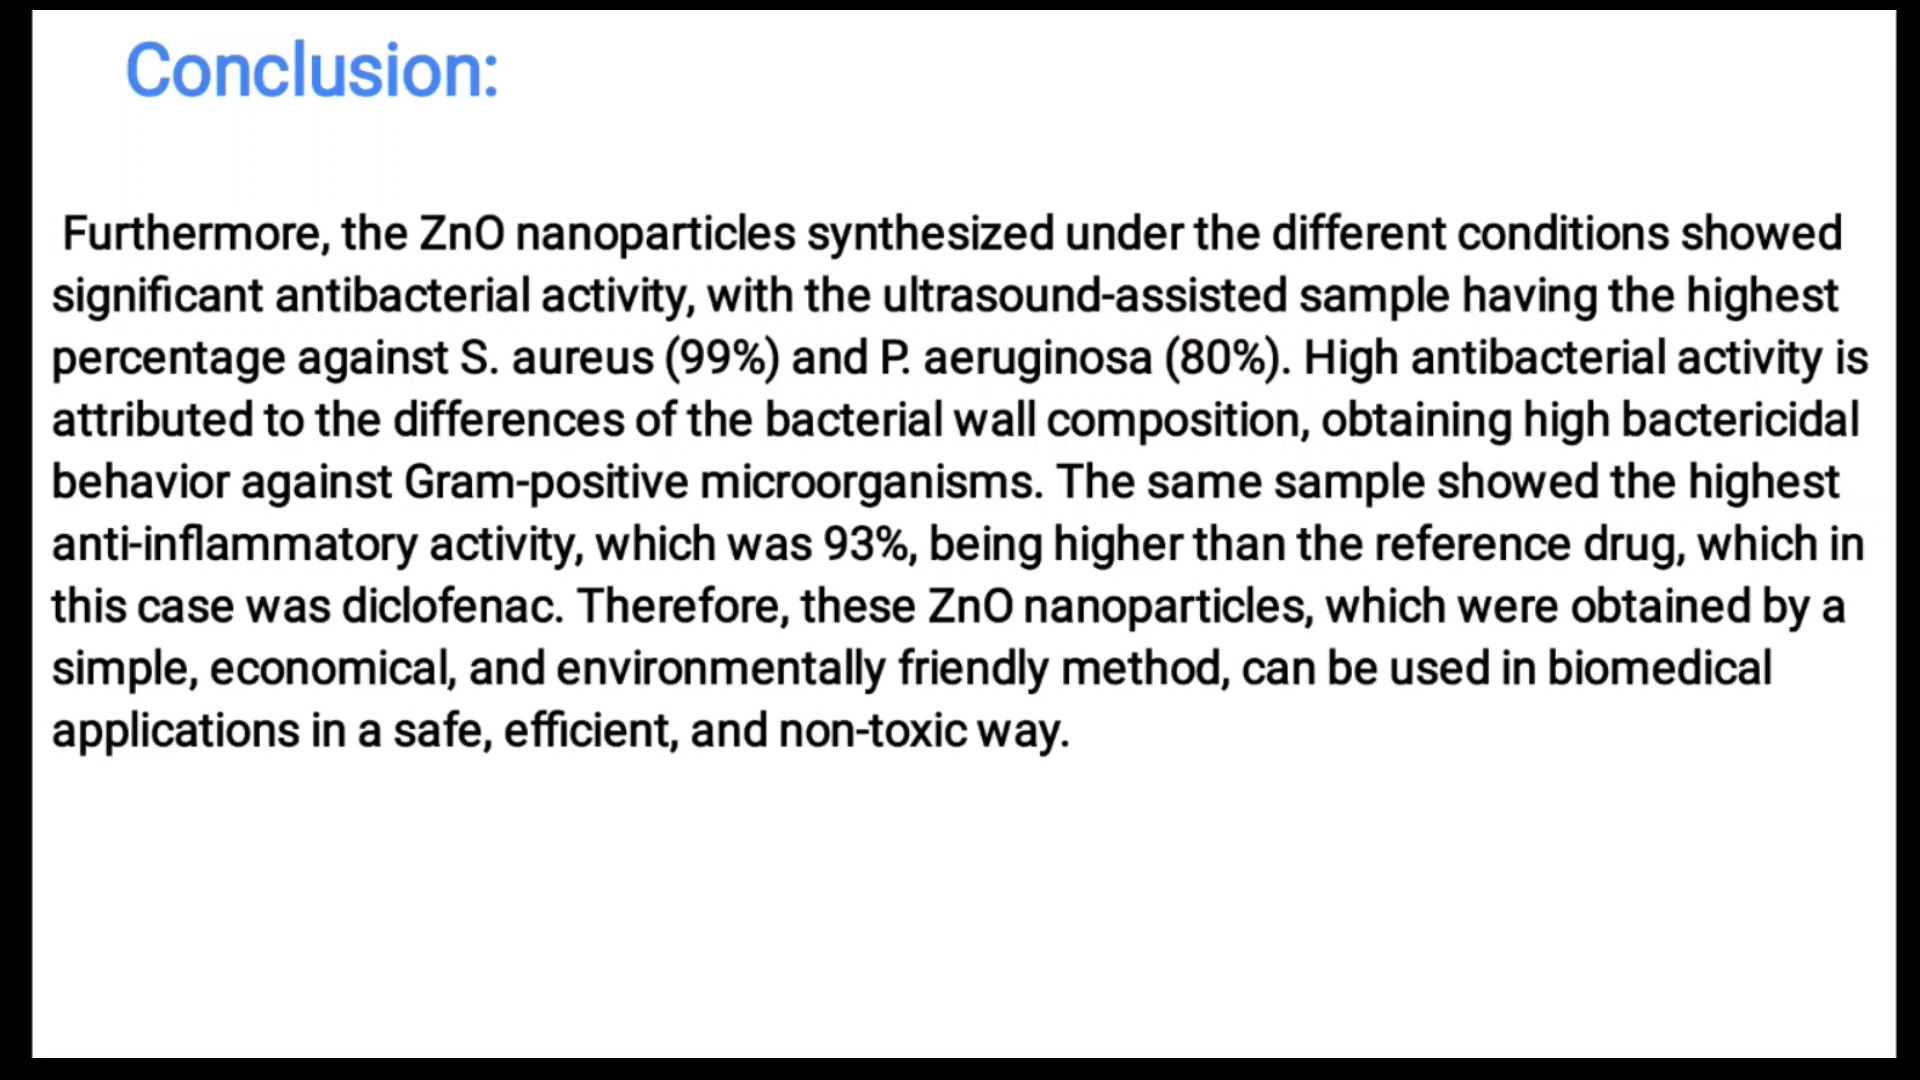 Conclusion:
Furthermore, the ZnO nanoparticles synthesized under the different conditions showed
significant antibacterial activity, with the ultrasound-assisted sample having the highest
percentage against S. aureus (99%) and P. aeruginosa (80%). High antibacterial activity is
attributed to the differences of the bacterial wall composition, obtaining high bactericidal
behavior against Gram-positive microorganisms. The same sample showed the highest
anti-inflammatory activity, which was 93%, being higher than the reference drug, which in
this case was diclofenac. Therefore, these ZnO nanoparticles, which were obtained by a
simple, economical, and environmentally friendly method, can be used in biomedical
applications in a safe, efficient, and non-toxic way.